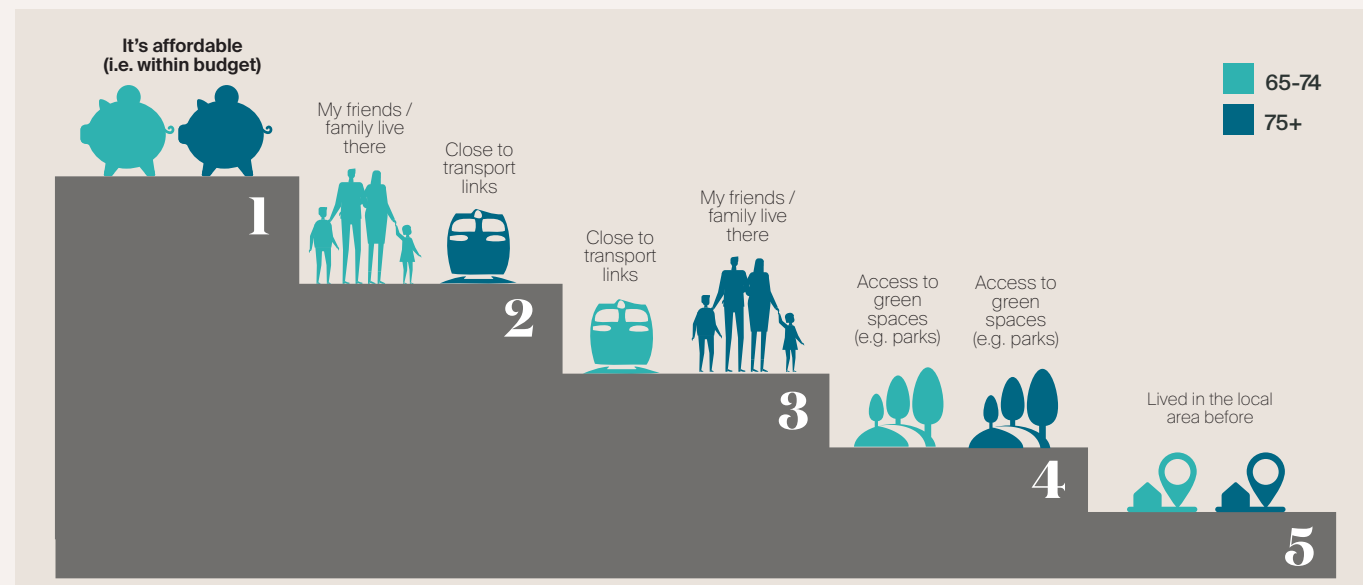 It's affordable
(i.e. within budget)
My friends /
family live
there
Close to
transport
links
Close to
transport
links
My friends /
family live
there
Access to
green
spaces
(e.g. parks)
Access to
green
spaces
(e.g. parks)
Lived in the local
area before
65-74
75+
1
2
3
4
5